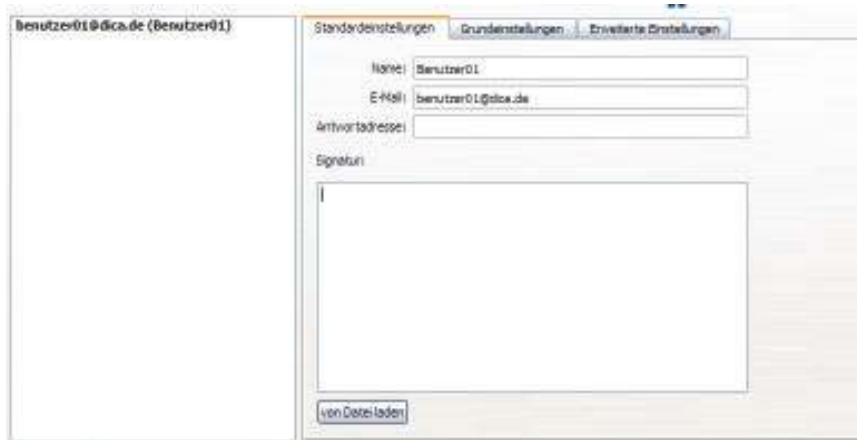 benutzer01@dica.de (Benutzer01)
Standardeinstellungen
Grundeinstellungen
Erweiterte Einstellungen
Name: Benutzer01
E-Mail: benutzer01@dica.de
Antwortadresse:
Signatur:
von Datei laden